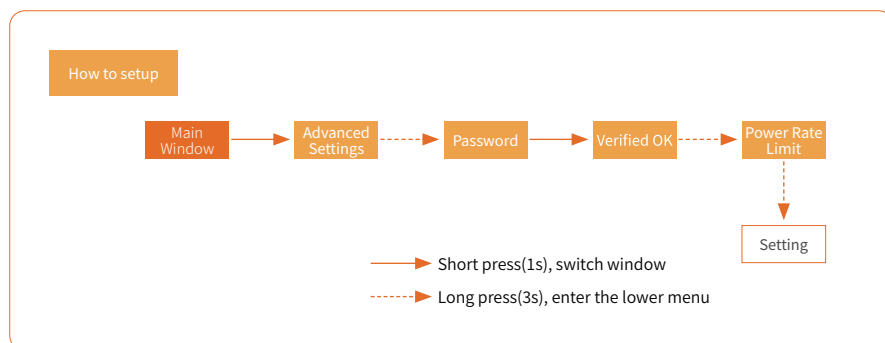 How to setup
Main
Window
Advanced
Settings
Password
Verified OK
Power Rate
Limit
Setting
Short press(1s), switch window
Long press(3s), enter the lower menu